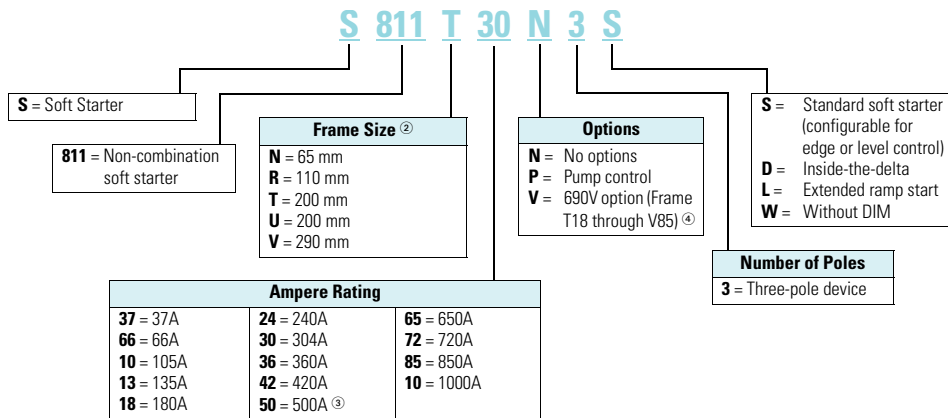 S 811 T 30 N 3 S
S = Soft Starter
811 = Non-combination
soft starter
Frame Size ②
N = 65 mm
R = 110 mm
T = 200 mm
U = 200 mm
V = 290 mm
Options
N = No options
P = Pump control
V = 690V option (Frame
T18 through V85) ④
S = Standard soft starter
(configurable for
edge or level control)
D = Inside-the-delta
L = Extended ramp start
W = Without DIM
Number of Poles
3 = Three-pole device
Ampere Rating
37 = 37A
66 = 66A
10 = 105A
13 = 135A
18 = 180A
24 = 240A
30 = 304A
36 = 360A
42 = 420A
50 = 500A ③
65 = 650A
72 = 720A
85 = 850A
10 = 1000A